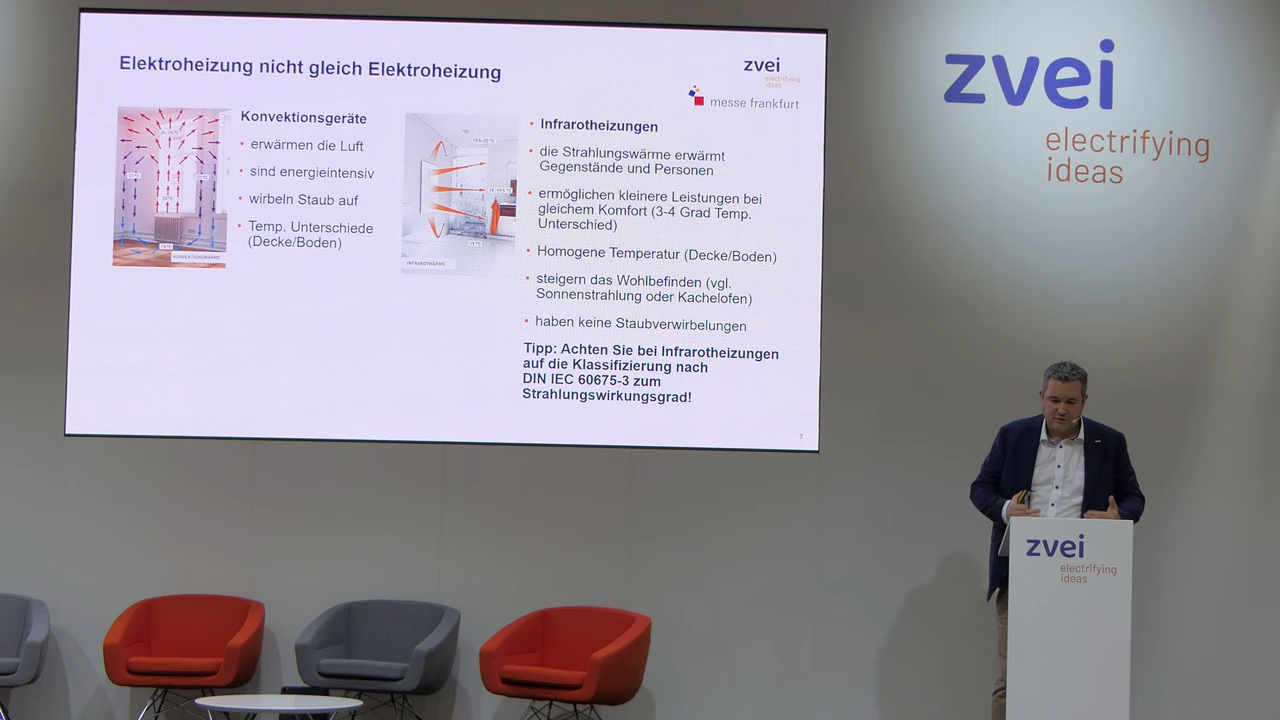 Elektroheizung nicht gleich Elektroheizung
zvei
electrifying
ideas
messe frankfurt
Konvektionsgeräte
• erwärmen die Luft
• sind energieintensiv
• wirbeln Staub auf
• Temp. Unterschiede
(Decke/Boden)
KONVEKTIONSWÄRME
INFRAROTWÄRME
• Infrarotheizungen
• die Strahlungswärme erwärmt
Gegenstände und Personen
• ermöglichen kleinere Leistungen bei
gleichem Komfort (3-4 Grad Temp.
Unterschied)
• Homogene Temperatur (Decke/Boden)
• steigern das Wohlbefinden (vgl.
Sonnenstrahlung oder Kachelofen)
• haben keine Staubverwirbelungen
Tipp: Achten Sie bei Infrarotheizungen
auf die Klassifizierung nach
DIN IEC 60675-3 zum
Strahlungswirkungsgrad!
7
zvei
electrifying
ideas
zvei
electrifying
ideas